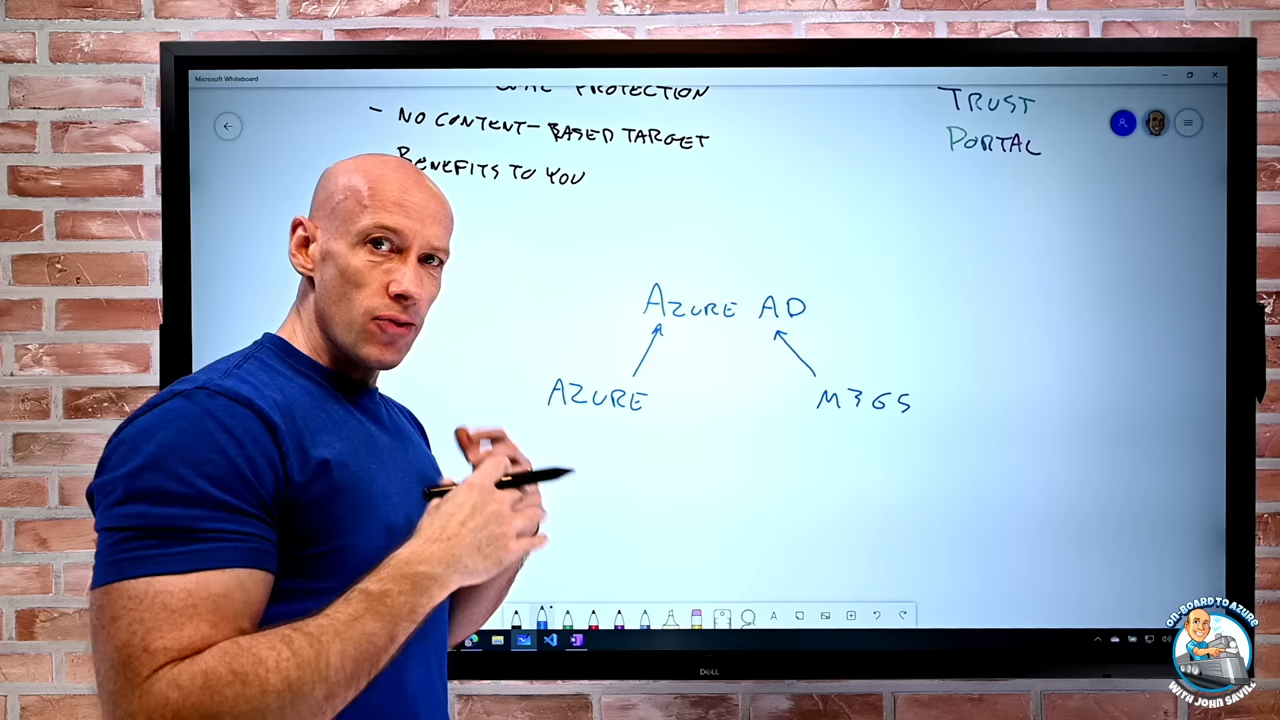 Microsoft Whiteboard
PROTECTION
TRUST
- NO CONTENT-BASED TARGET
PORTAL
BENEFITS TO YOU
AZURE AD
AZURE
M365
DELL
ON-BOARD TO AZURE
WITH JOHN SAVILL